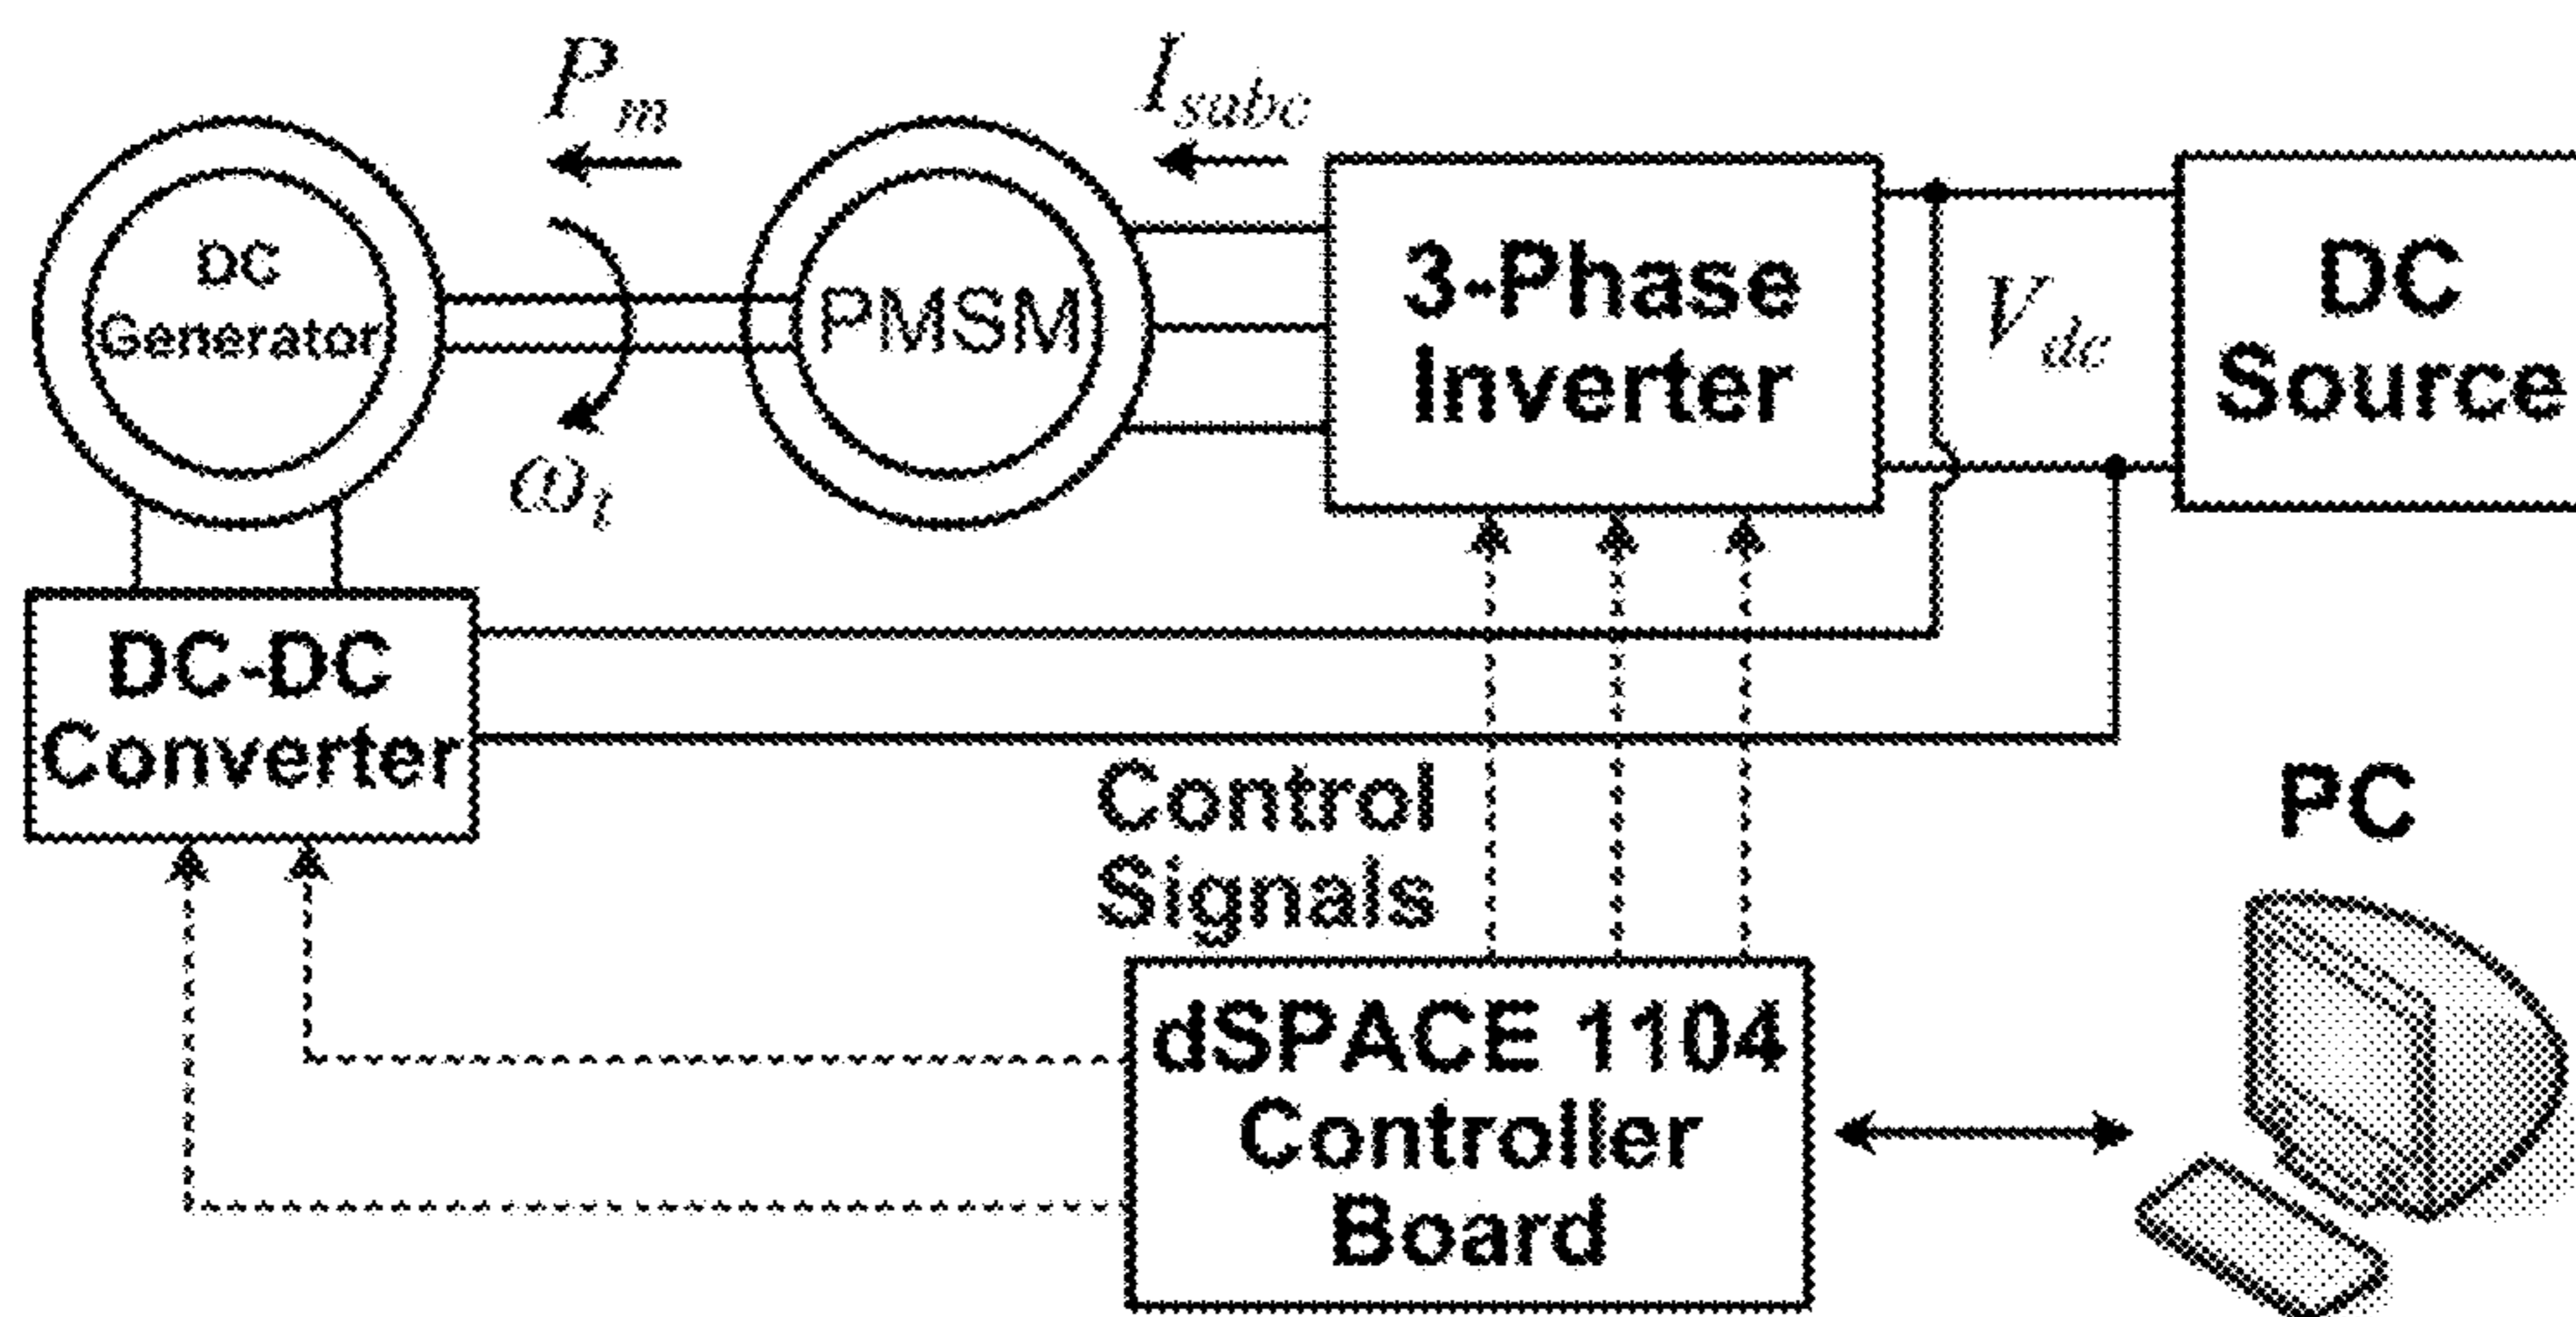 P_m
I_sabc
DC
Generator
PMSM
3-Phase
Inverter
V_dc
DC
Source
ω_t
DC-DC
Converter
Control
Signals
PC
dSPACE 1104
Controller
Board